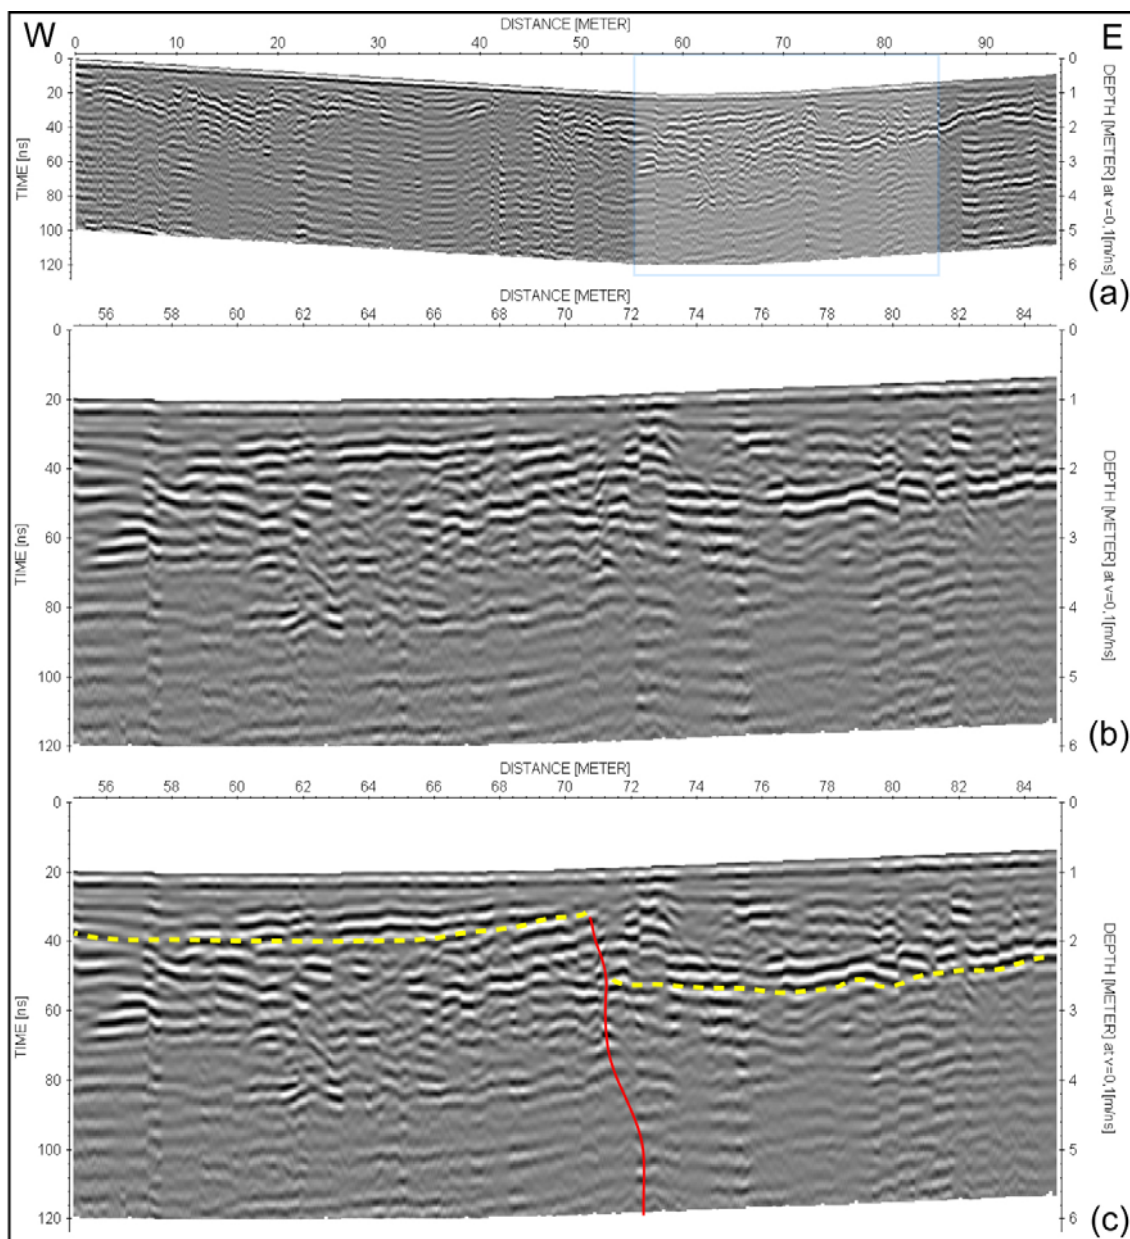 W
DISTANCE [METER]
E
0 10 20 30 40 50 60 70 80 90
TIME [ns]
0
20
40
60
80
100
120
DEPTH [METER] at v=0,1[m/ns]
0
1
2
3
4
5
6
(a)
DISTANCE [METER]
56 58 60 62 64 66 68 70 72 74 76 78 80 82 84
TIME [ns]
0
20
40
60
80
100
120
DEPTH [METER] at v=0,1[m/ns]
0
1
2
3
4
5
6
(b)
DISTANCE [METER]
56 58 60 62 64 66 68 70 72 74 76 78 80 82 84
TIME [ns]
0
20
40
60
80
100
120
DEPTH [METER] at v=0,1[m/ns]
0
1
2
3
4
5
6
(c)